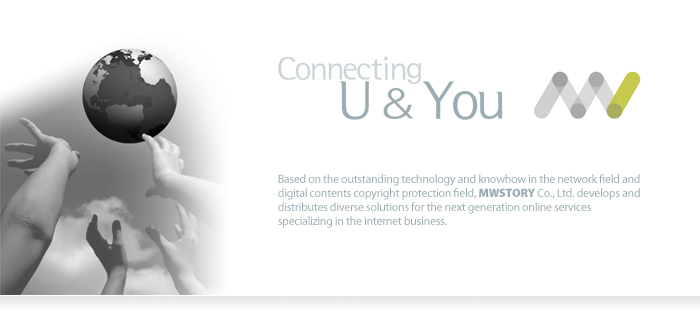 Connecting
U & You
Based on the outstanding technology and knowhow in the network field and
digital contents copyright protection field, MWSTORY Co., Ltd. develops and
distributes diverse solutions for the next generation online services
specializing in the internet business.